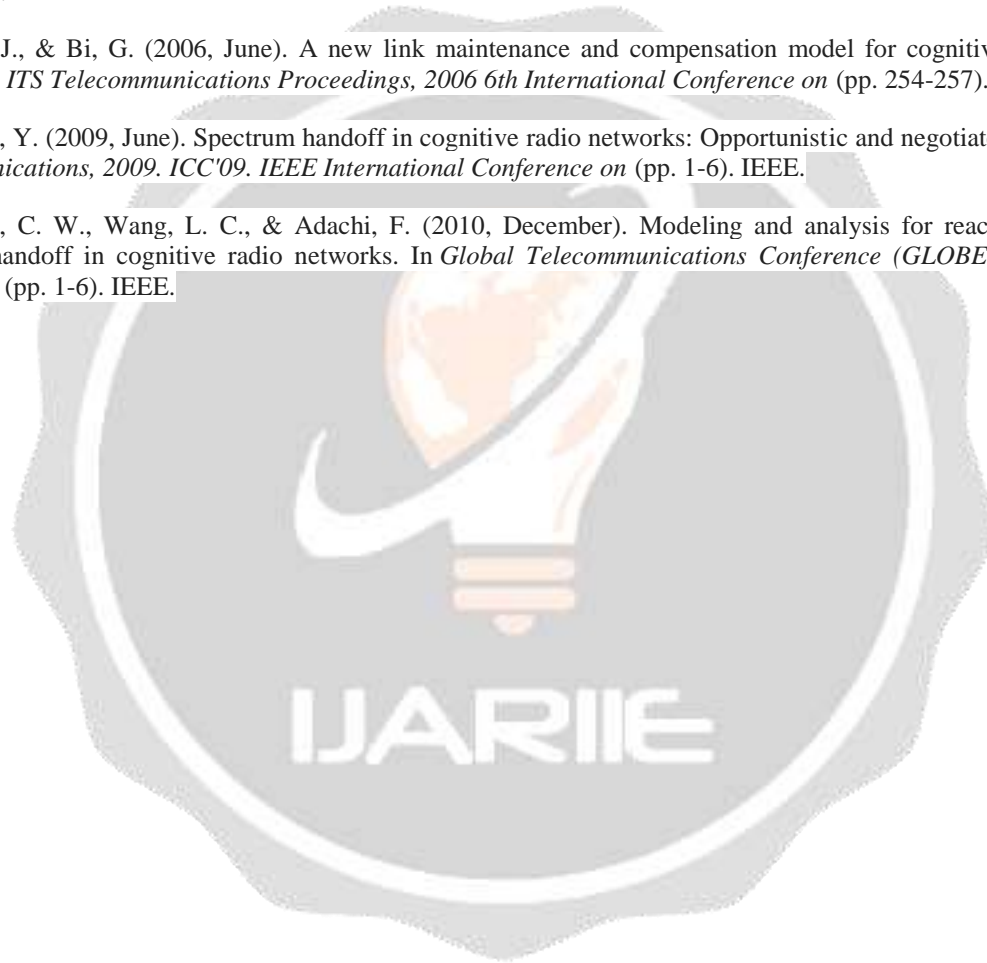 J., & Bi, G. (2006, June). A new link maintenance and compensation model for cognitiv
ITS Telecommunications Proceedings, 2006 6th International Conference on (pp. 254-257).
, Y. (2009, June). Spectrum handoff in cognitive radio networks: Opportunistic and negotiat
nications, 2009. ICC'09. IEEE International Conference on (pp. 1-6). IEEE.
, C. W., Wang, L. C., & Adachi, F. (2010, December). Modeling and analysis for reac
handoff in cognitive radio networks. In Global Telecommunications Conference (GLOBE
(pp. 1-6). IEEE.
IJARIIE